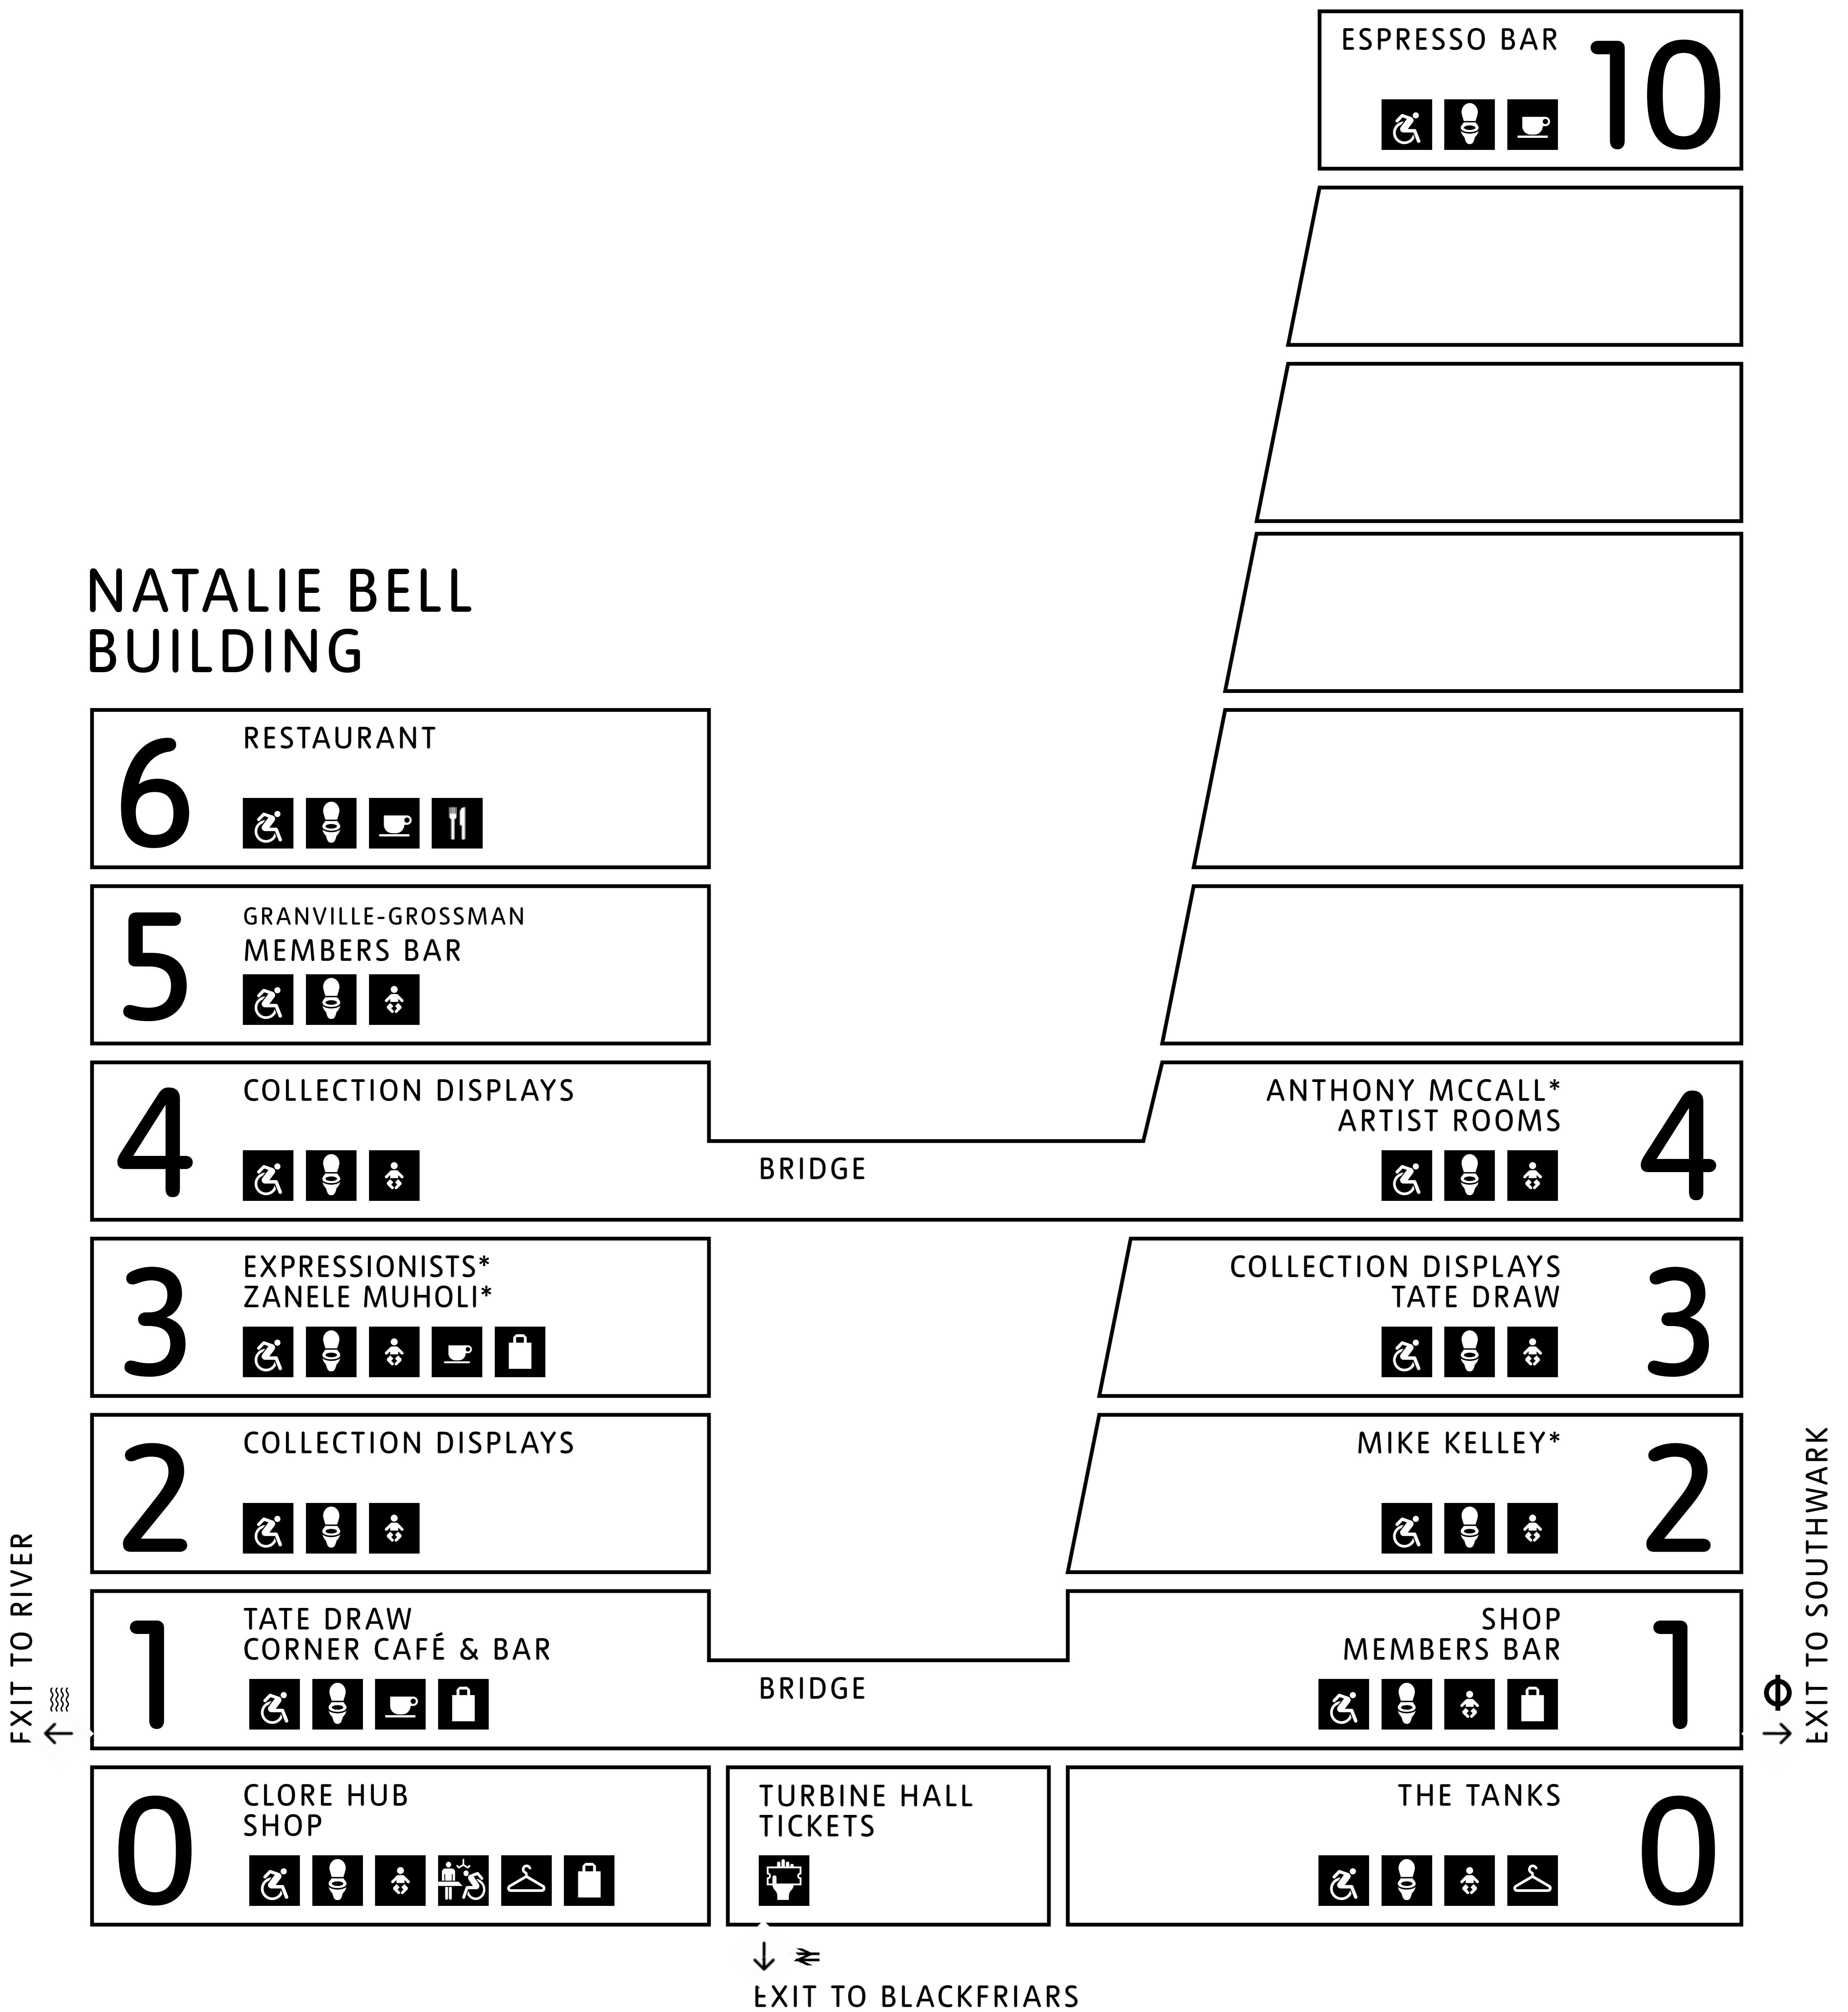 ESPRESSO BAR
10
NATALIE BELL
BUILDING
6
RESTAURANT
5
GRANVILLE-GROSSMAN
MEMBERS BAR
4
COLLECTION DISPLAYS
BRIDGE
ANTHONY MCCALL*
ARTIST ROOMS
4
3
EXPRESSIONISTS*
ZANELE MUHOLI*
COLLECTION DISPLAYS
TATE DRAW
3
2
COLLECTION DISPLAYS
MIKE KELLEY*
2
1
TATE DRAW
CORNER CAFÉ & BAR
BRIDGE
SHOP
MEMBERS BAR
1
EXIT TO RIVER
EXIT TO SOUTHWARK
0
CLORE HUB
SHOP
TURBINE HALL
TICKETS
THE TANKS
0
EXIT TO BLACKFRIARS